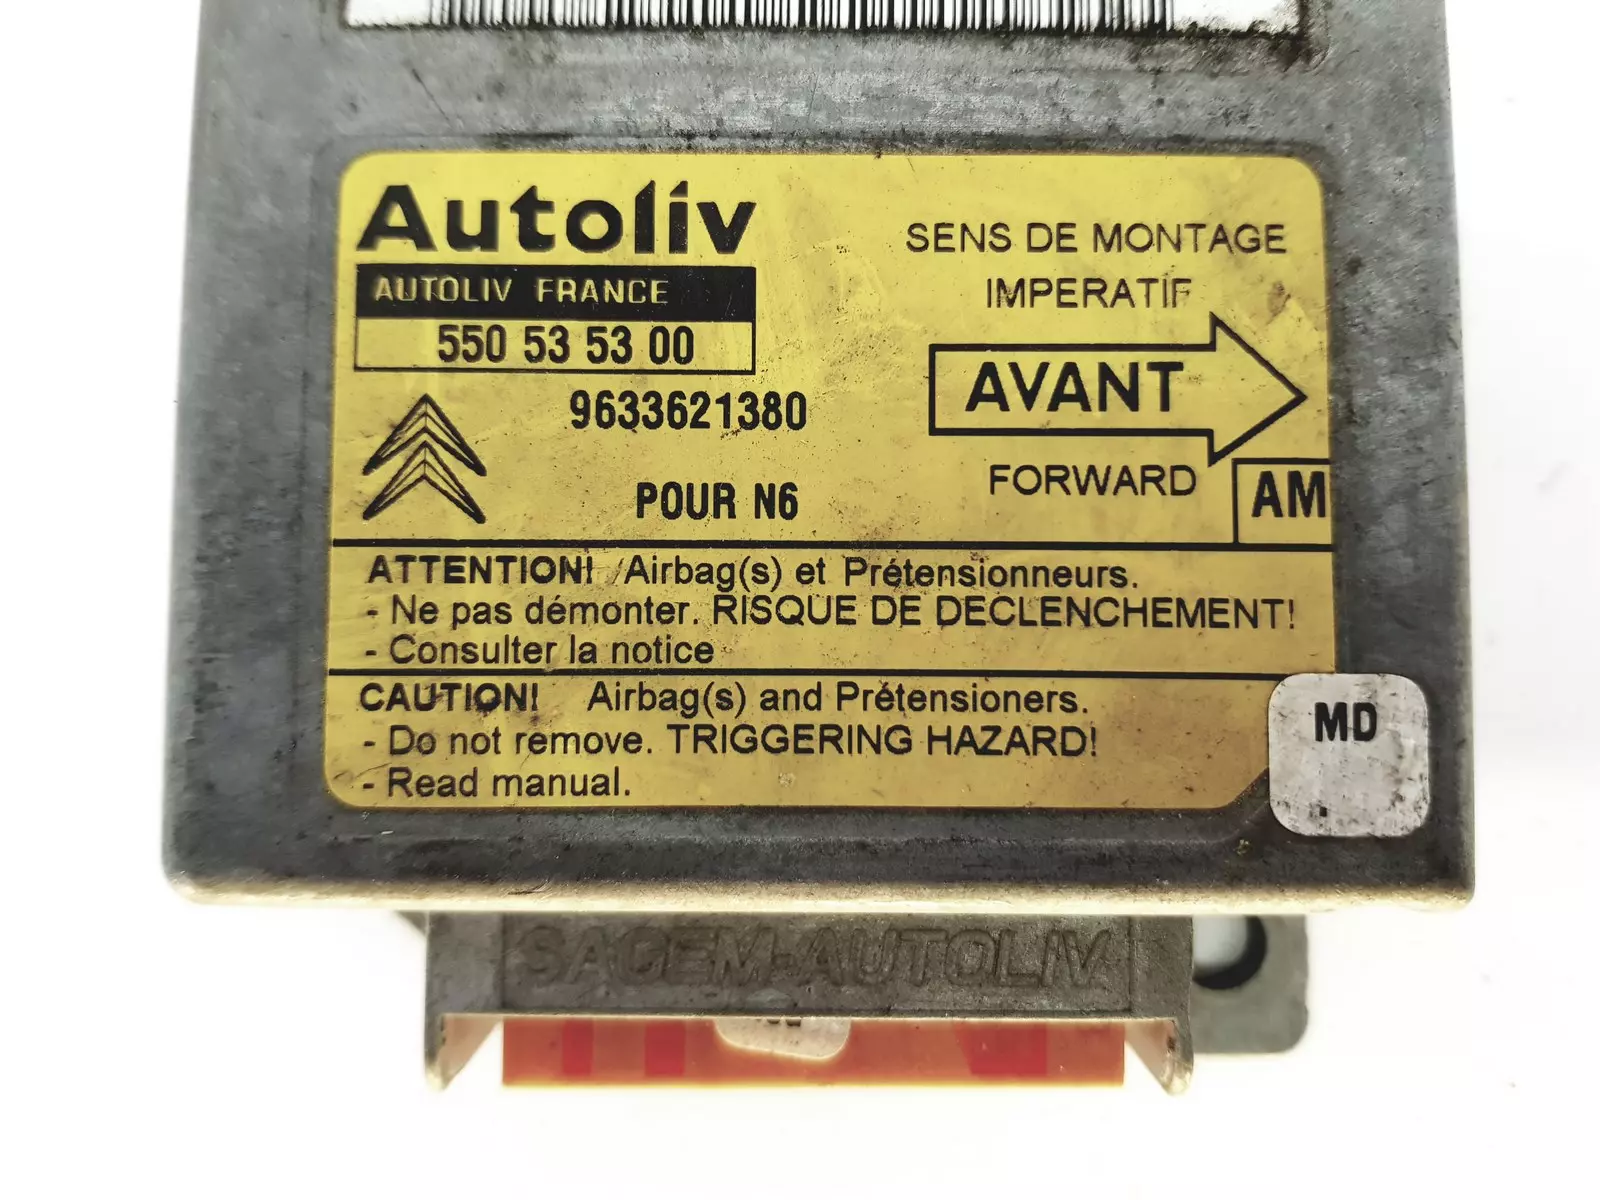 Autoliv
AUTOLIV FRANCE
550 53 53 00
9633621380
POUR N6
SENS DE MONTAGE
IMPERATIF
AVANT
FORWARD
AM
ATTENTION! Airbag(s) et Prétensionneurs.
- Ne pas démonter. RISQUE DE DECLENCHEMENT!
- Consulter la notice
CAUTION! Airbag(s) and Prétensioners.
- Do not remove. TRIGGERING HAZARD!
- Read manual.
MD
SAGEM-AUTOLIV